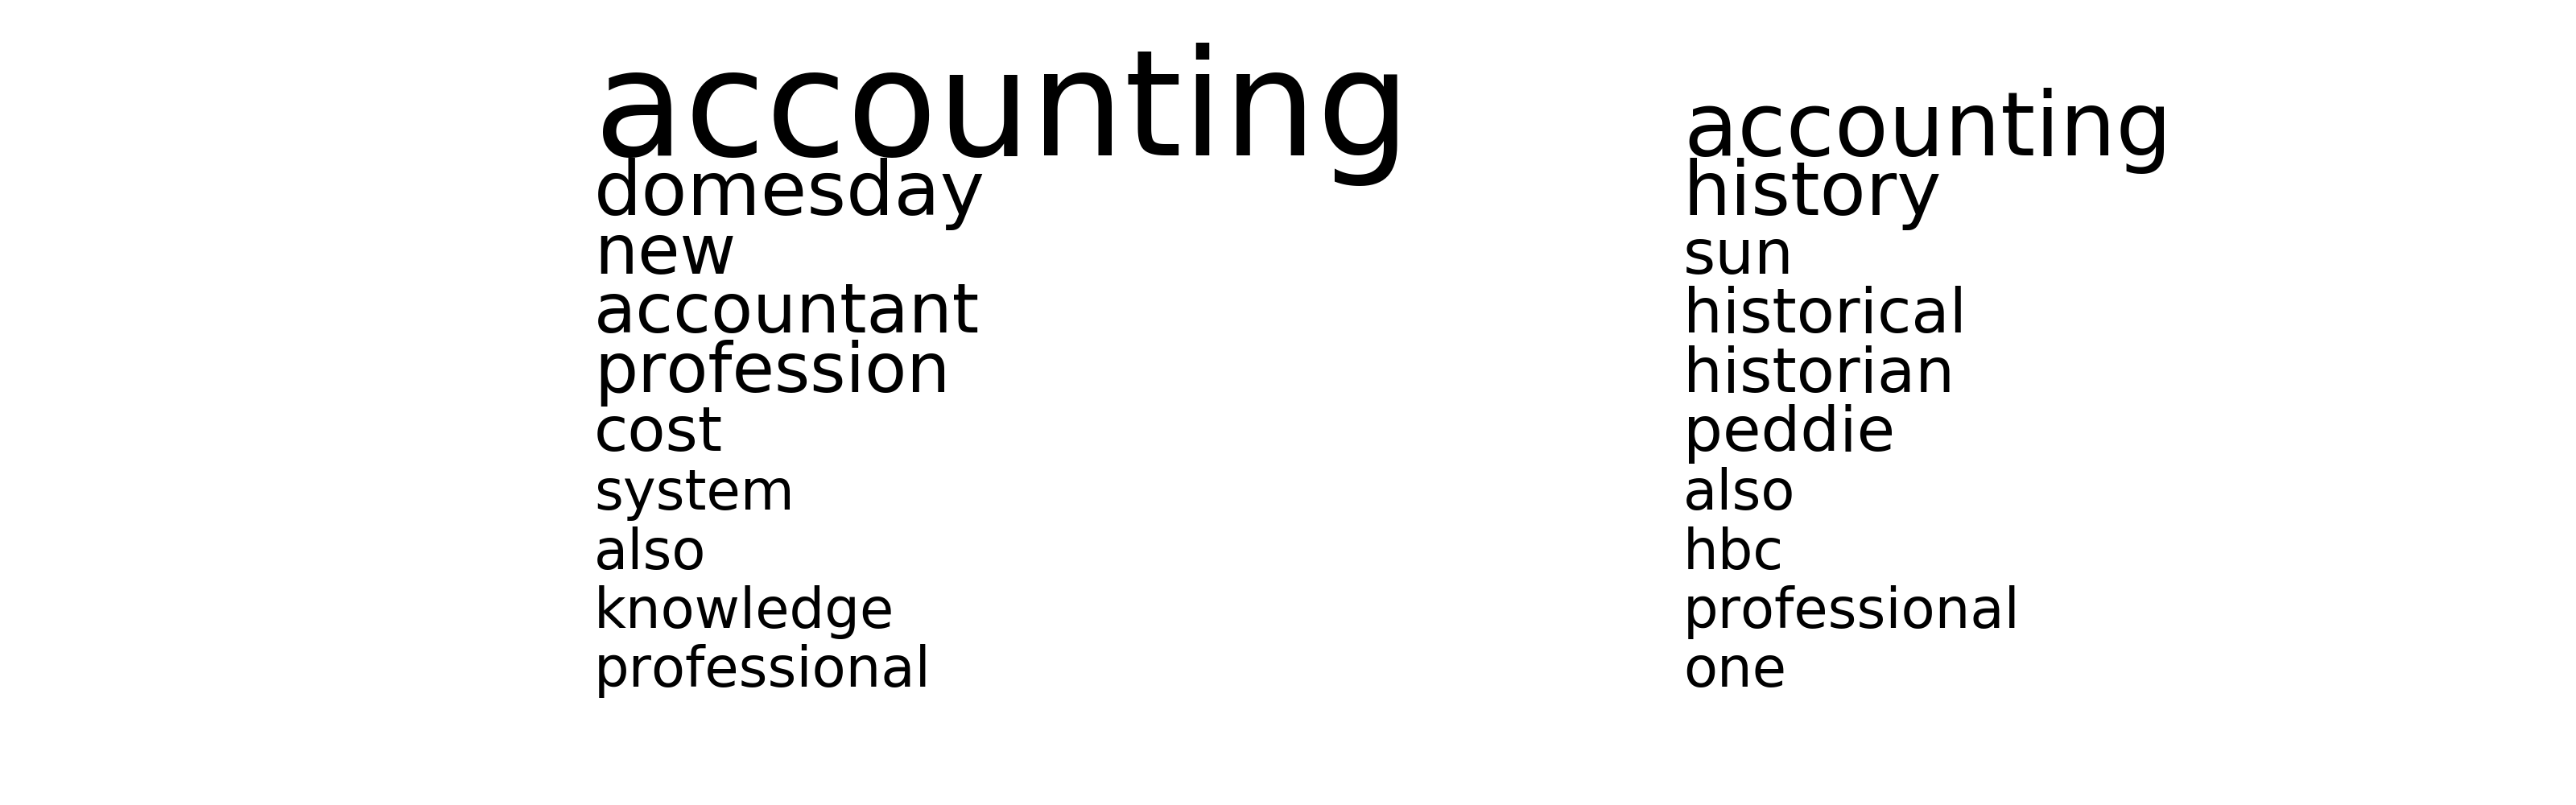 accounting
domesday
new
accountant
profession
cost
system
also
knowledge
professional
accounting
history
sun
historical
historian
peddie
also
hbc
professional
one